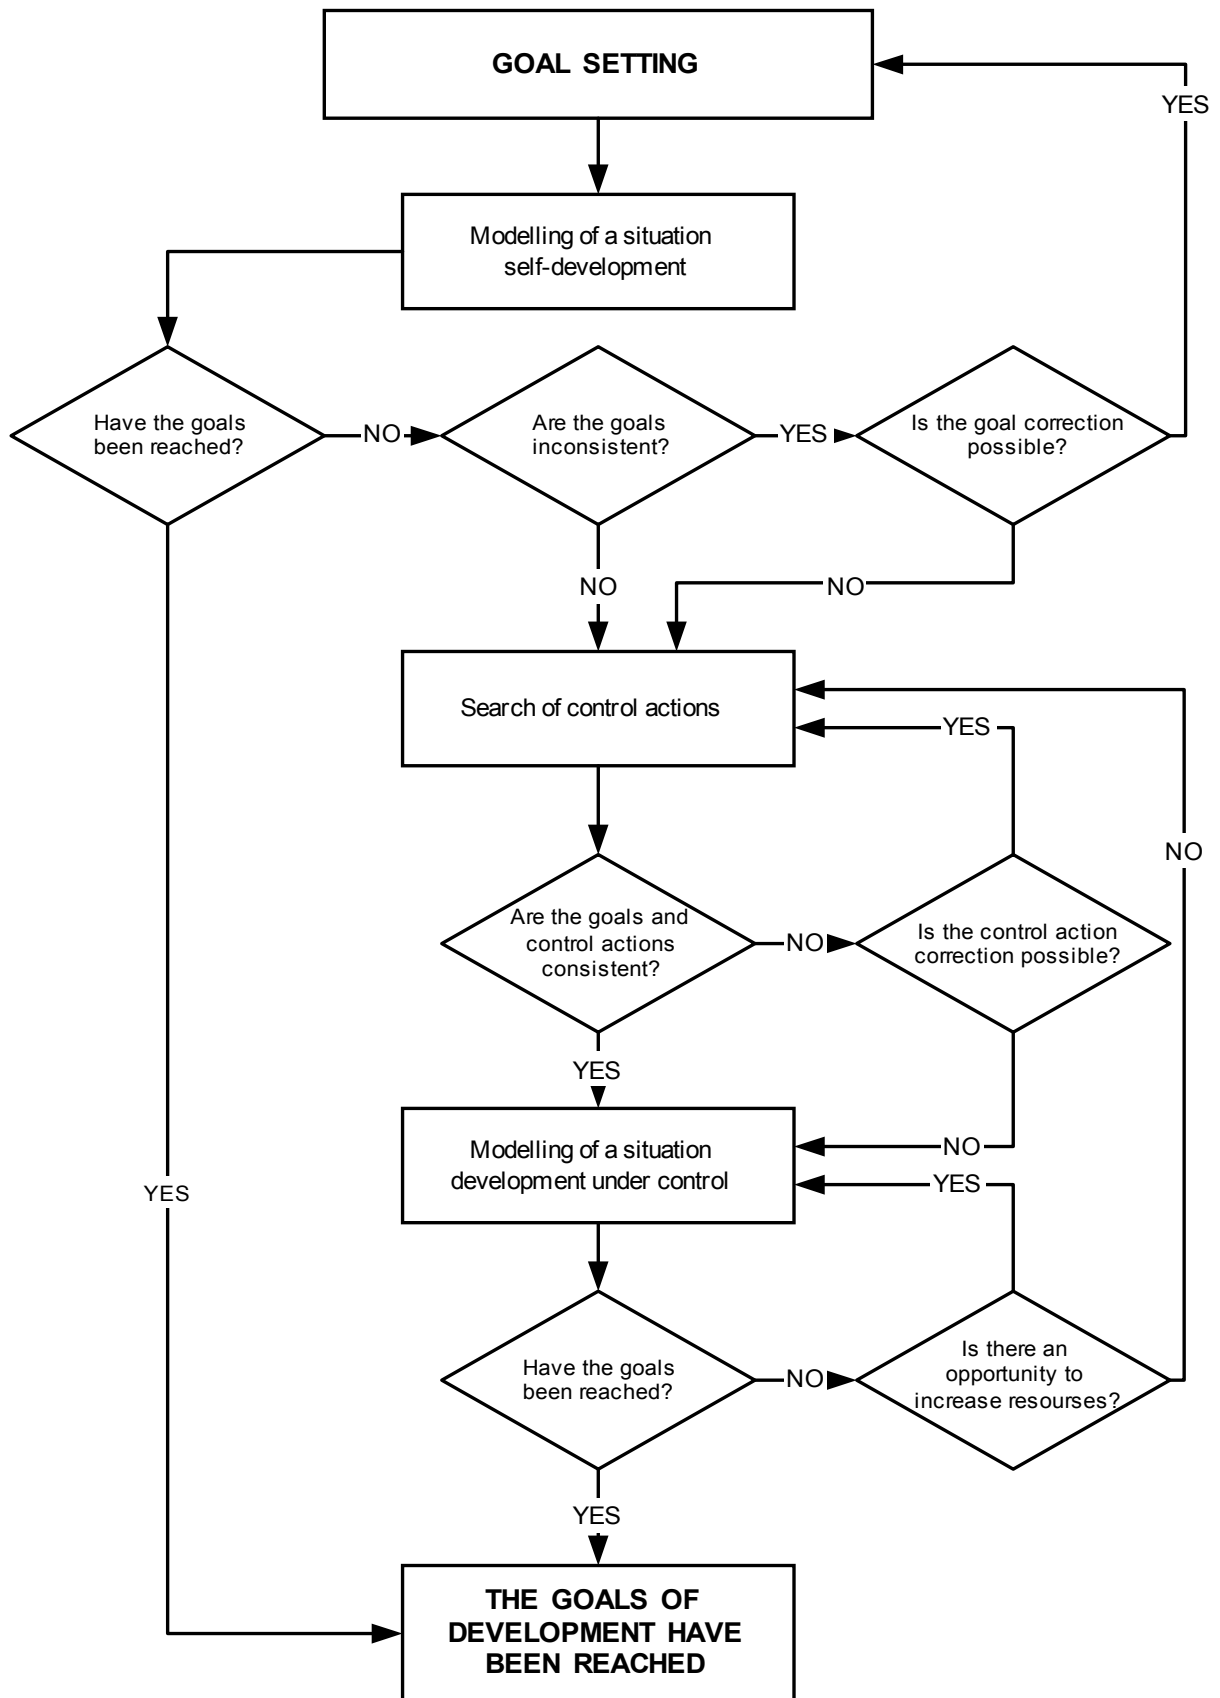 GOAL SETTING
YES
Modelling of a situation
self-development
Have the goals
been reached?
NO
Are the goals
inconsistent?
YES
Is the goal correction
possible?
NO
NO
Search of control actions
YES
NO
Are the goals and
control actions
consistent?
NO
Is the control action
correction possible?
YES
Modelling of a situation
development under control
NO
YES
YES
Have the goals
been reached?
NO
Is there an
opportunity to
increase resourses?
YES
THE GOALS OF
DEVELOPMENT HAVE
BEEN REACHED